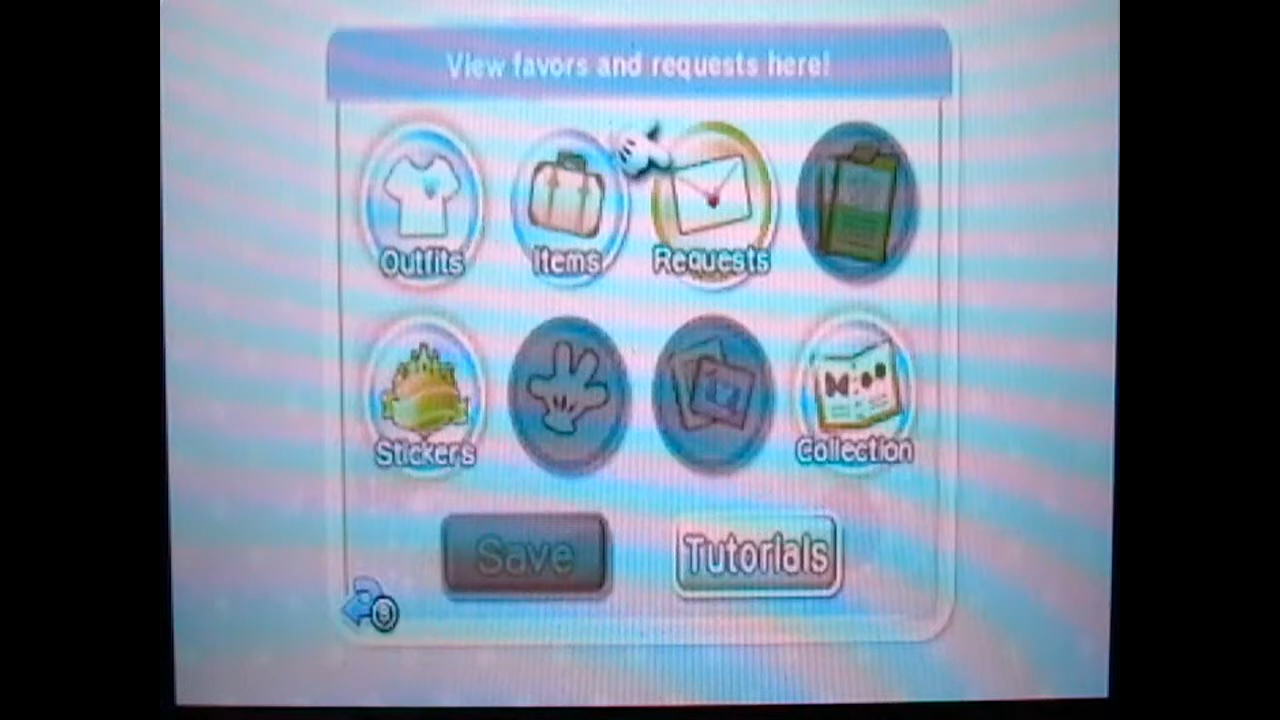 View favors and requests here!
Outfits
Items
Requests
Stickers
Collection
Save
Tutorials